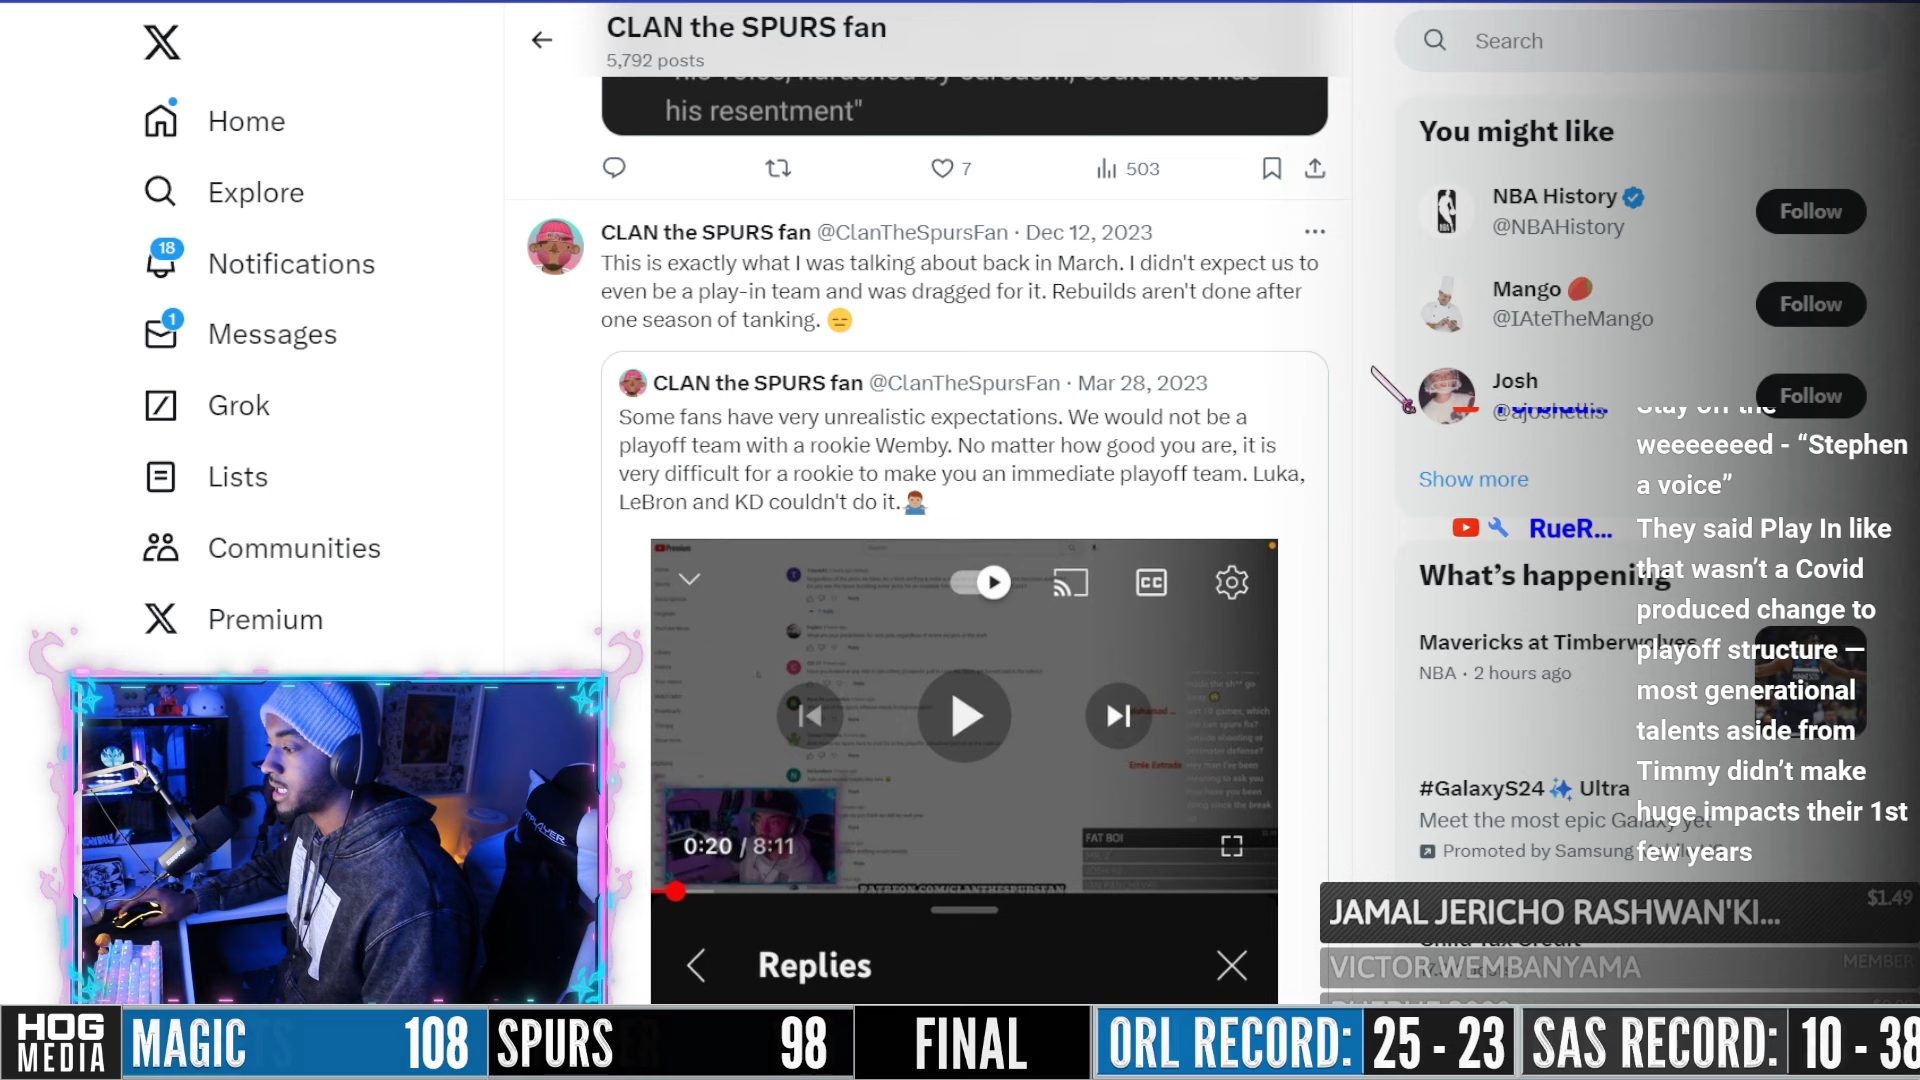 CLAN the SPURS fan
5,792 posts
his resentment"
7
503
Home
Explore
18
Notifications
1
Messages
Grok
Lists
Communities
Premium
CLAN the SPURS fan @ClanTheSpursFan · Dec 12, 2023
This is exactly what I was talking about back in March. I didn't expect us to
even be a play-in team and was dragged for it. Rebuilds aren't done after
one season of tanking. 😑
CLAN the SPURS fan @ClanTheSpursFan · Mar 28, 2023
Some fans have very unrealistic expectations. We would not be a
playoff team with a rookie Wemby. No matter how good you are, it is
very difficult for a rookie to make you an immediate playoff team. Luka,
LeBron and KD couldn't do it.🤷🏽‍♂️
CC
0:20 / 8:11
FAT BOI
PATREON.COM/CLANTHESPURSFAN
Replies
Search
You might like
NBA History
@NBAHistory
Follow
Mango 🥭
@IAteTheMango
Follow
Josh
@ajoshettis
Follow
Show more
What's happening
Mavericks at Timberwolves
NBA · 2 hours ago
#GalaxyS24 Ultra
Meet the most epic Galaxy yet
Promoted by Samsung
Stay off the
weeeeeeed - “Stephen
a voice”
RueR...
They said Play In like
that wasn’t a Covid
produced change to
playoff structure —
most generational
talents aside from
Timmy didn’t make
huge impacts their 1st
few years
JAMAL JERICHO RASHWAN'KI...
$1.49
VICTOR WEMBANYAMA
MEMBER
HOG
MEDIA
MAGIC 108
SPURS 98
FINAL
ORL RECORD: 25 - 23
SAS RECORD: 10 - 38